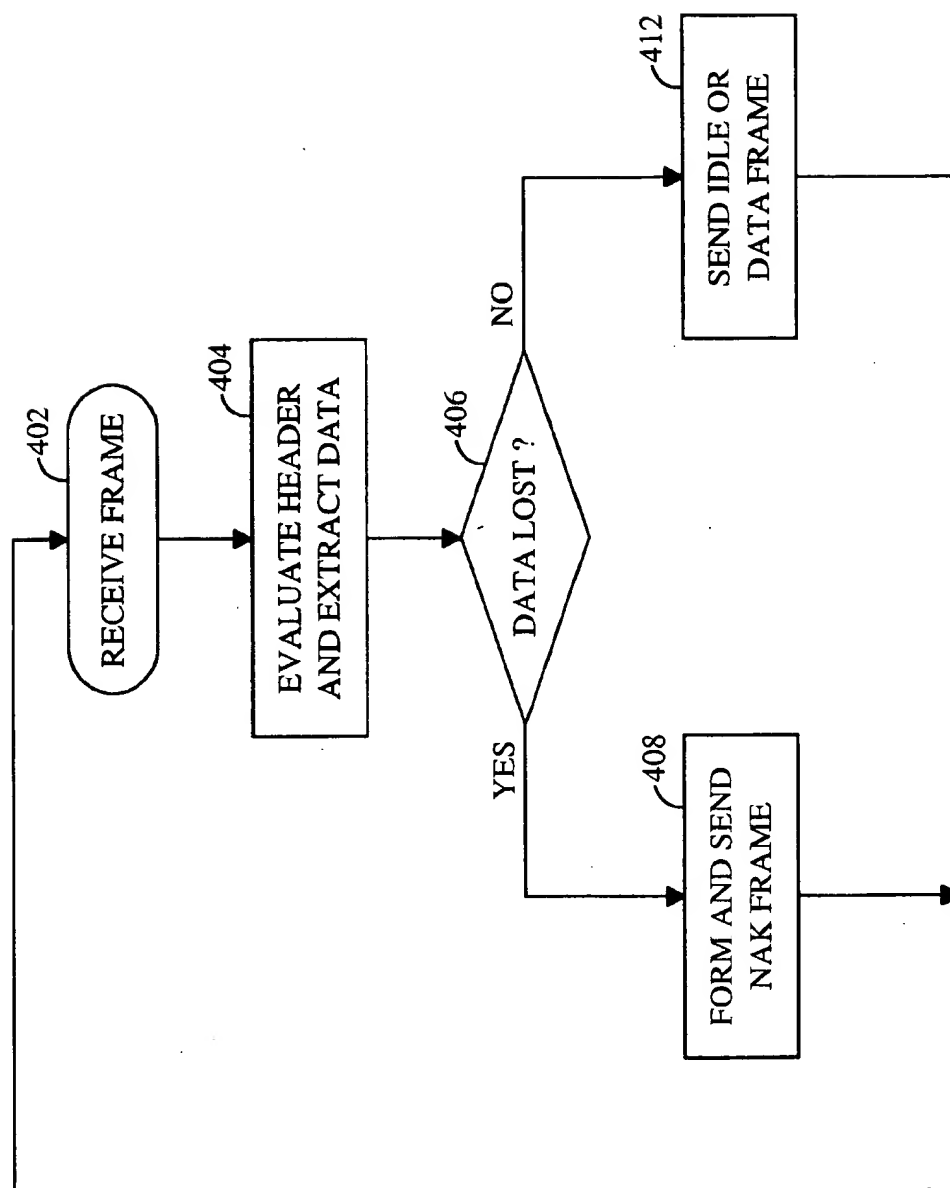 402
RECEIVE FRAME
404
EVALUATE HEADER
AND EXTRACT DATA
406
DATA LOST ?
YES
NO
408
FORM AND SEND
NAK FRAME
412
SEND IDLE OR
DATA FRAME